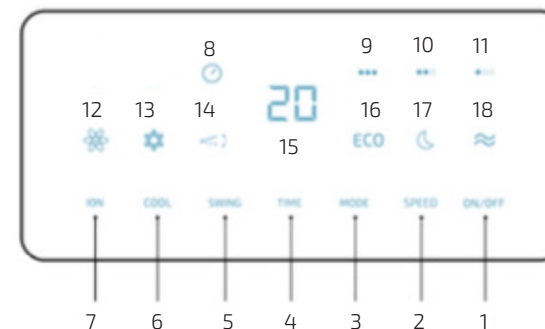 8 9 10 11
20
12 13 14 15 16 17 18
ECO
ION COOL SWING TIME MODE SPEED ON/OFF
7 6 5 4 3 2 1